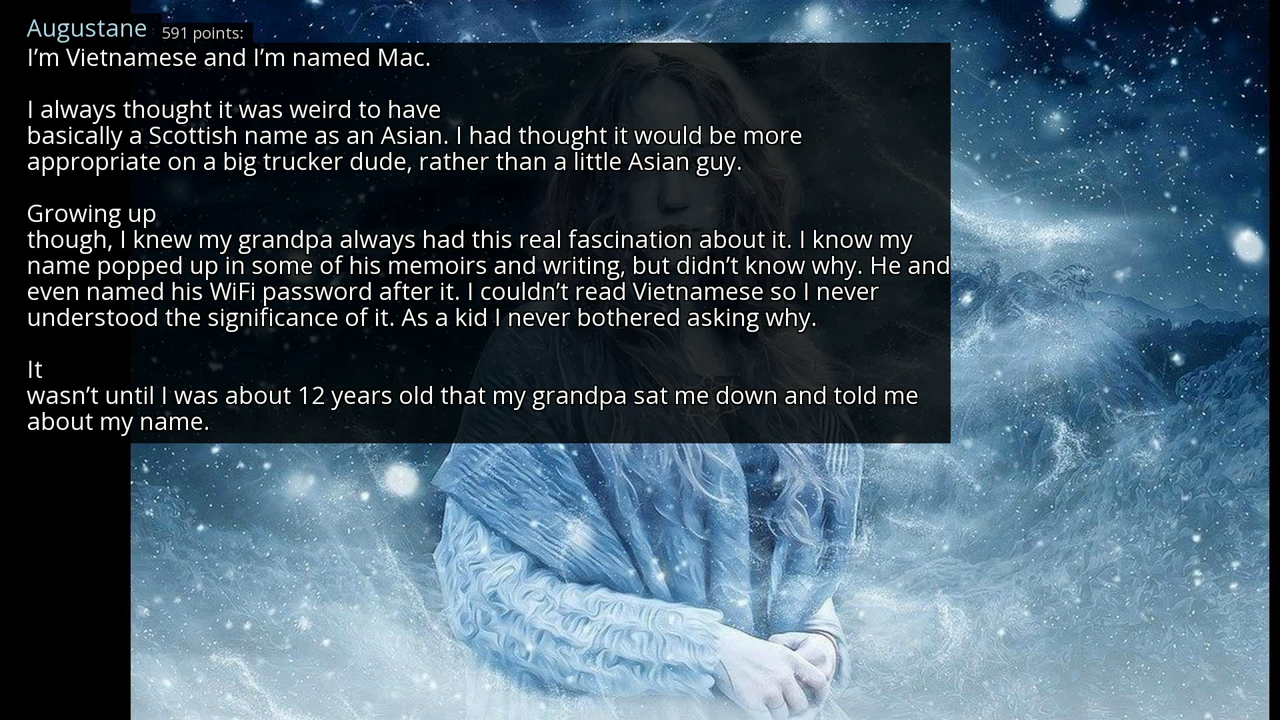 Augustane 591 points:
I’m Vietnamese and I’m named Mac.
I always thought it was weird to have
basically a Scottish name as an Asian. I had thought it would be more
appropriate on a big trucker dude, rather than a little Asian guy.
Growing up
though, I knew my grandpa always had this real fascination about it. I know my
name popped up in some of his memoirs and writing, but didn’t know why. He and
even named his WiFi password after it. I couldn’t read Vietnamese so I never
understood the significance of it. As a kid I never bothered asking why.
It
wasn’t until I was about 12 years old that my grandpa sat me down and told me
about my name.